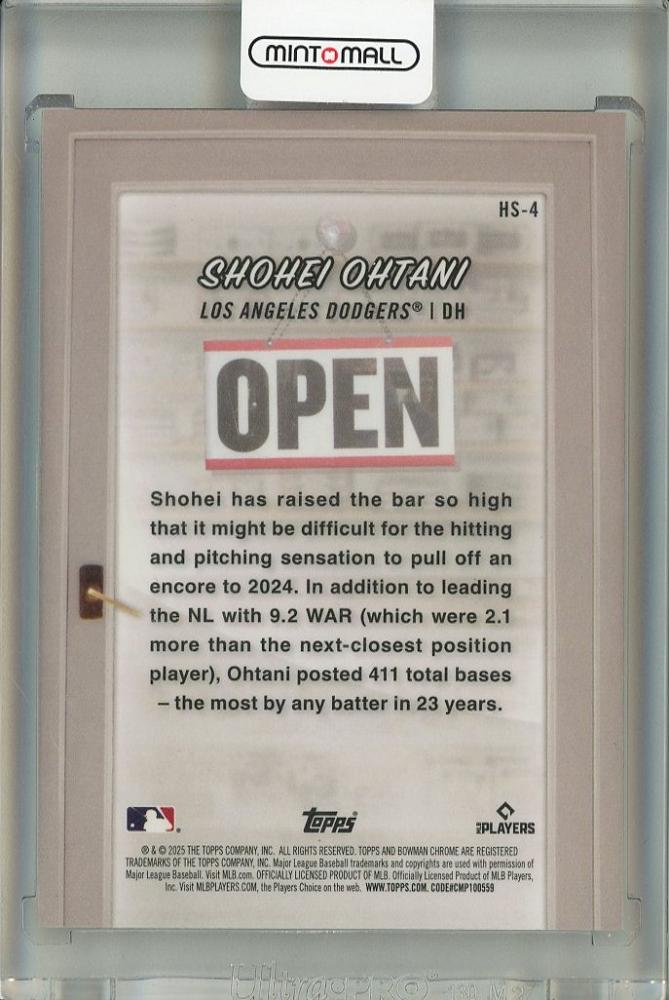 MINT MALL
HS-4
SHOHEI OHTANI
LOS ANGELES DODGERS® | DH
OPEN
Shohei has raised the bar so high
that it might be difficult for the hitting
and pitching sensation to pull off an
encore to 2024. In addition to leading
the NL with 9.2 WAR (which were 2.1
more than the next-closest position
player), Ohtani posted 411 total bases
– the most by any batter in 23 years.
topps
MLB PLAYERS
® & © 2025 THE TOPPS COMPANY, INC. ALL RIGHTS RESERVED. TOPPS AND BOWMAN CHROME ARE REGISTERED
TRADEMARKS OF THE TOPPS COMPANY, INC. Major League Baseball trademarks and copyrights are used with permission of
Major League Baseball. Visit MLB.com. OFFICIALLY LICENSED PRODUCT OF MLB. Officially Licensed Product of MLB Players,
Inc. Visit MLBPLAYERS.COM, the Players Choice on the web. WWW.TOPPS.COM. CODE#CMP100559
Ultra·PRO®